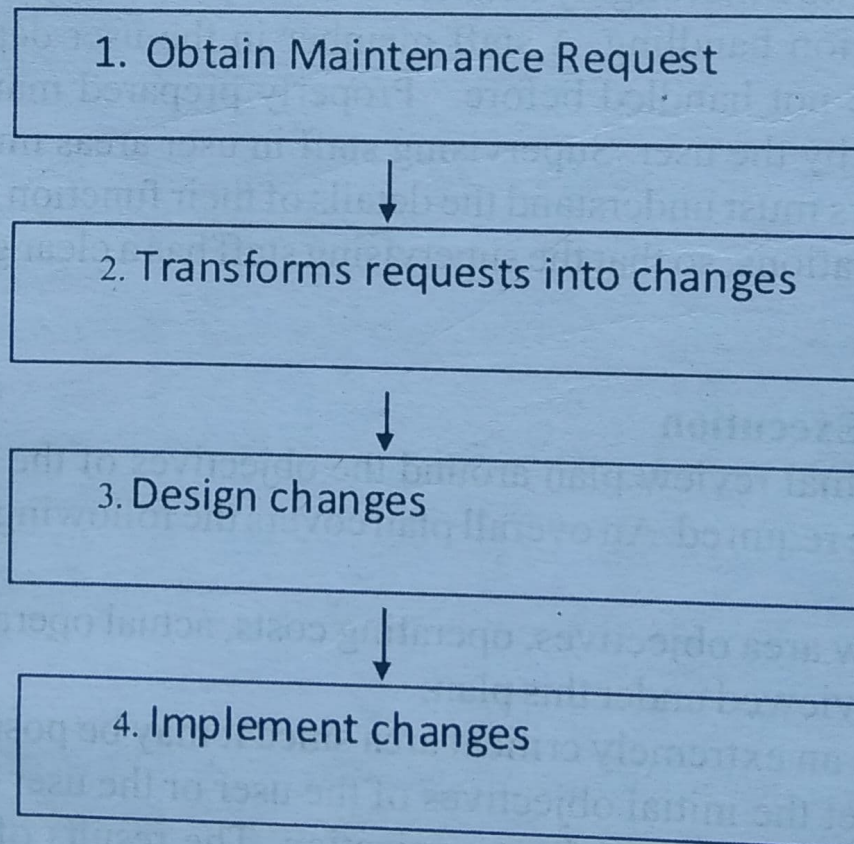 1. Obtain Maintenance Request
2. Transforms requests into changes
3. Design changes
4. Implement changes